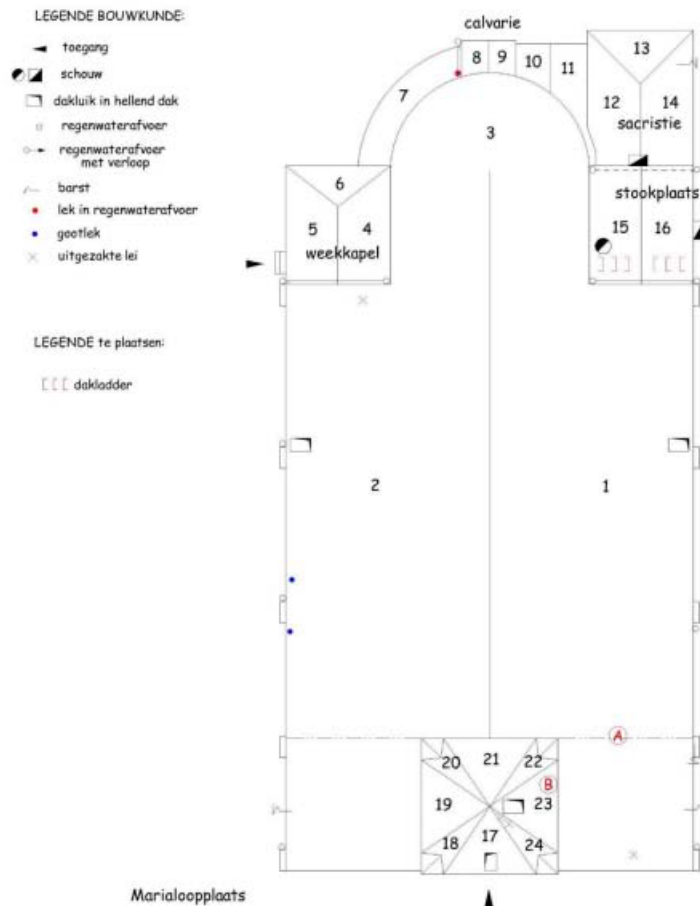 LEGENDE BOUWKUNDE:
toegang
schouw
dakluik in hellend dak
regenwaterafvoer
regenwaterafvoer
met verloop
barst
lek in regenwaterafvoer
gootlek
uitgezakte lei
LEGENDE te plaatsen:
dakladder
calvarie
8 9 10 11
13
7
12 14
sacristie
3
6
5 4
weekkapel
stookplaats
15 16
2 1
A
20 21 22
B
19 23
18 17 24
Marialoopplaats